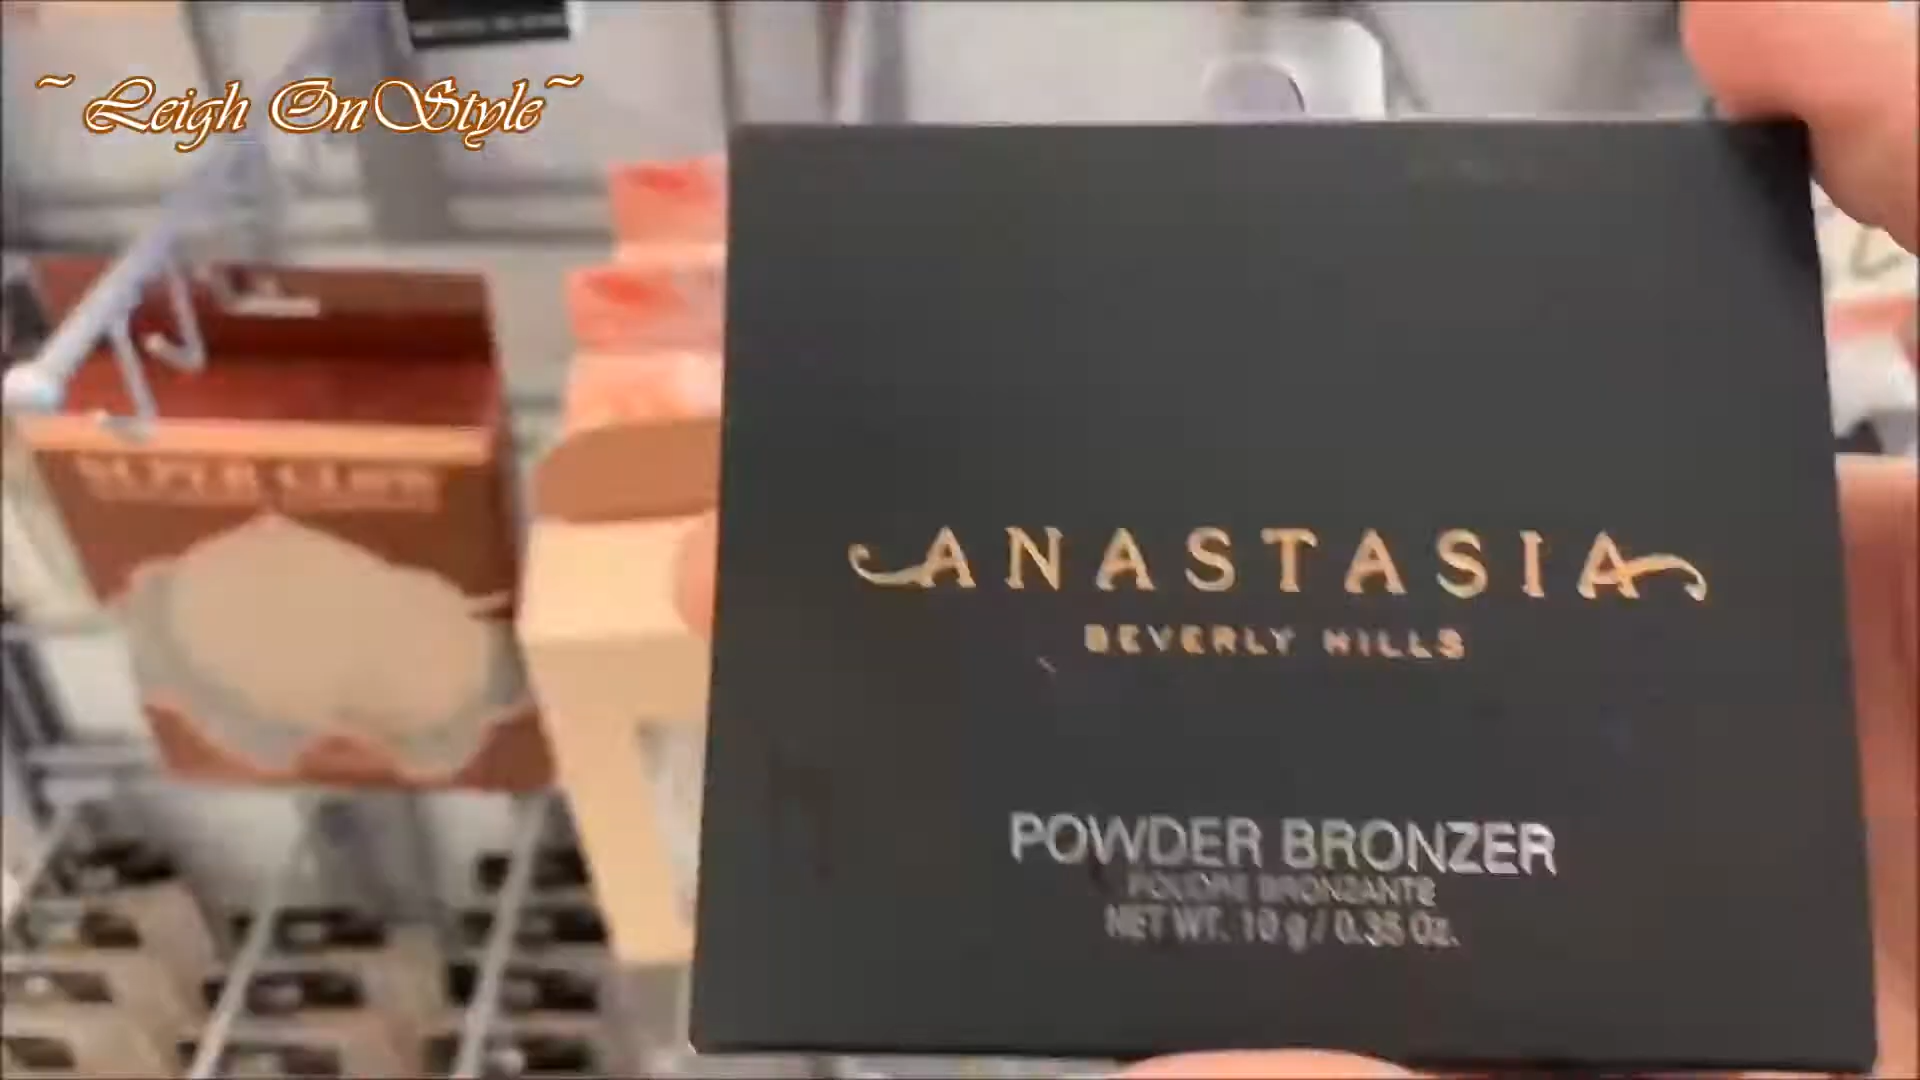 ~ Leigh OnStyle ~
ANASTASIA
BEVERLY HILLS
POWDER BRONZER
POUDRE BRONZANTE
NET WT. 10 g / 0.35 Oz.